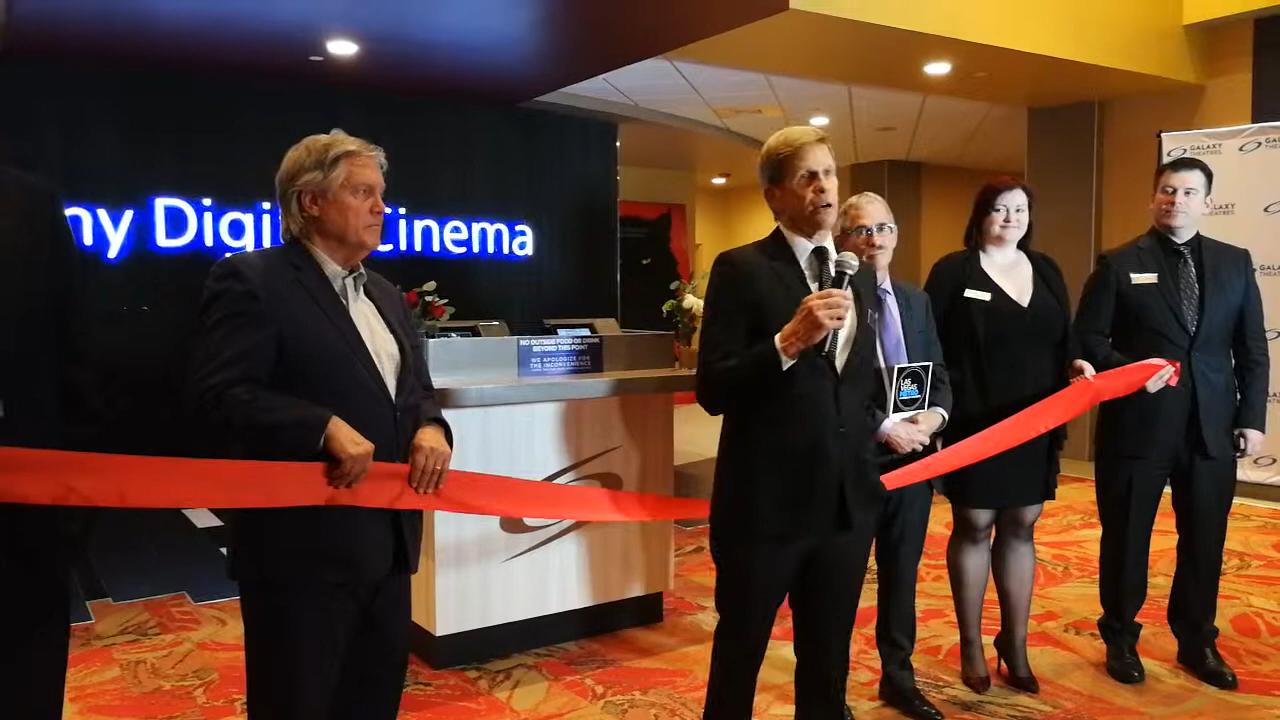 ny Digit Cinema
NO OUTSIDE FOOD OR DRINK
BEYOND THIS POINT
WE APOLOGIZE FOR
THE INCONVENIENCE
LAS
VEGAS
METRO
GALAXY
THEATRES
GALAXY
THEATRES